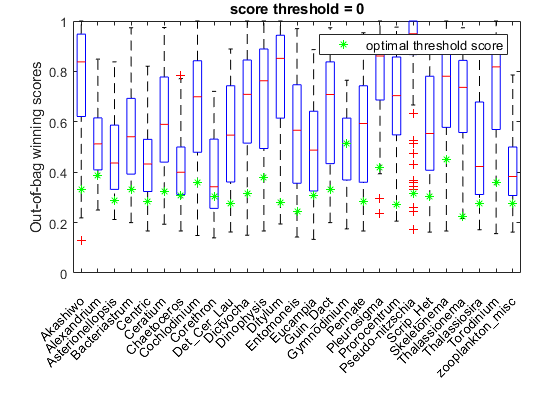 score threshold = 0
optimal threshold score
Out-of-bag winning scores
1
0.8
0.6
0.4
0.2
0
Akashiwo
Alexandrium
Asterionellopsis
Bacteriastrum
Centric
Ceratium
Chaetoceros
Cochlodinium
Corethron
Det_Cer_Lau
Dictyocha
Dinophysis
Ditylum
Entomoneis
Eucampia
Guin_Dact
Gymnodinium
Pennate
Pleurosigma
Prorocentrum
Pseudo-nitzschia
Scrip_Het
Skeletonema
Thalassionema
Thalassiosira
Torodinium
zooplankton_misc